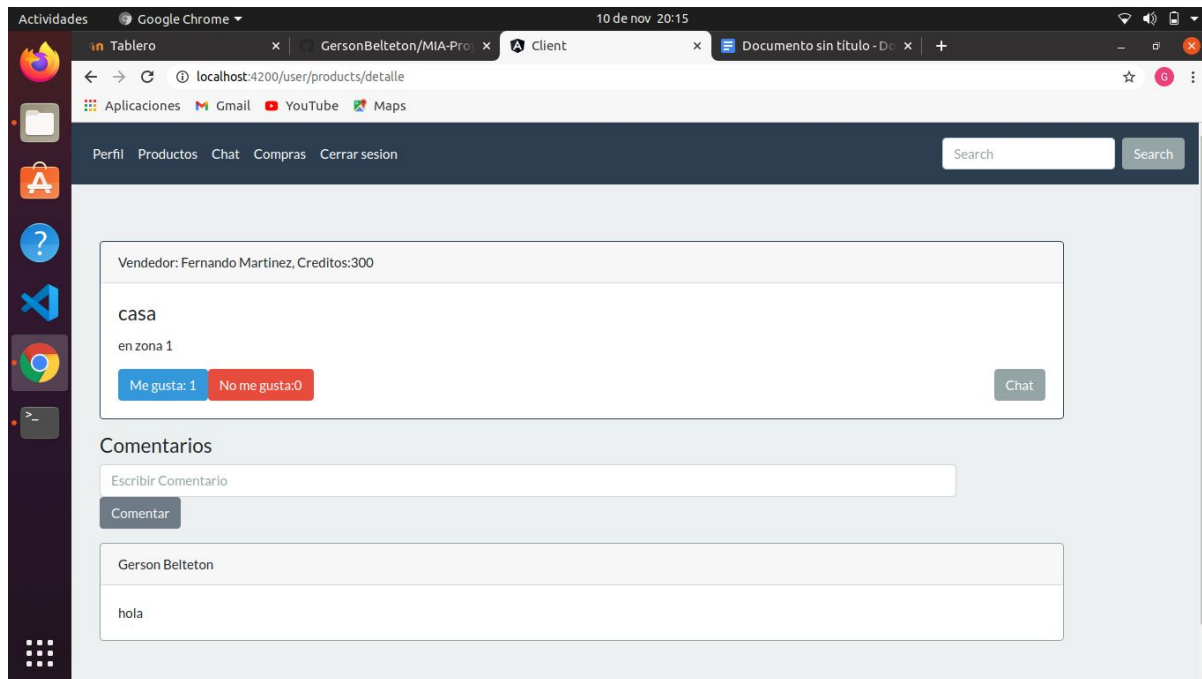 Actividades Google Chrome 10 de nov 20:15
Tablero GersonBelteton/MIA-Pro Client Documento sin título - Do
localhost:4200/user/products/detalle G
Aplicaciones Gmail YouTube Maps
Perfil Productos Chat Compras Cerrar sesion Search Search
Vendedor: Fernando Martinez, Creditos:300
casa
en zona 1
Me gusta: 1 No me gusta:0 Chat
Comentarios
Escribir Comentario
Comentar
Gerson Belteton
hola